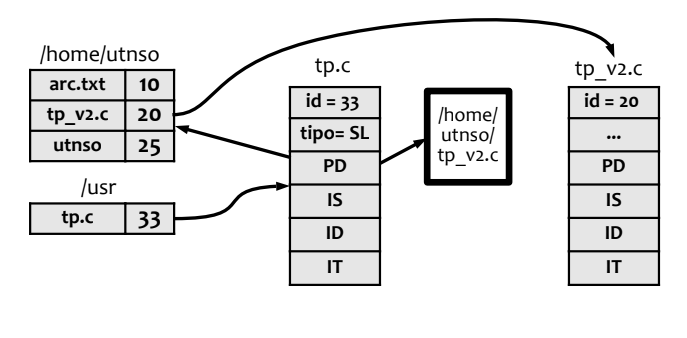 /home/utnso
arc.txt 10
tp_v2.c 20
utnso 25
/usr
tp.c 33
tp.c
id = 33
tipo= SL
PD
IS
ID
IT
/home/
utnso/
tp_v2.c
tp_v2.c
id = 20
...
PD
IS
ID
IT